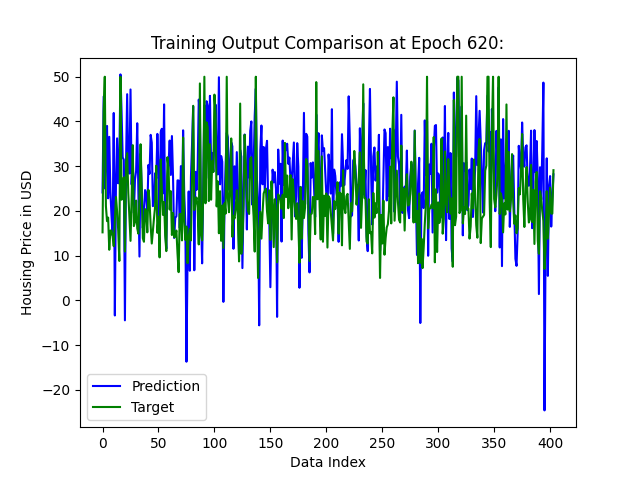 Training Output Comparison at Epoch 620:
Housing Price in USD
50
40
30
20
10
0
−10
−20
Prediction
Target
0 50 100 150 200 250 300 350 400
Data Index